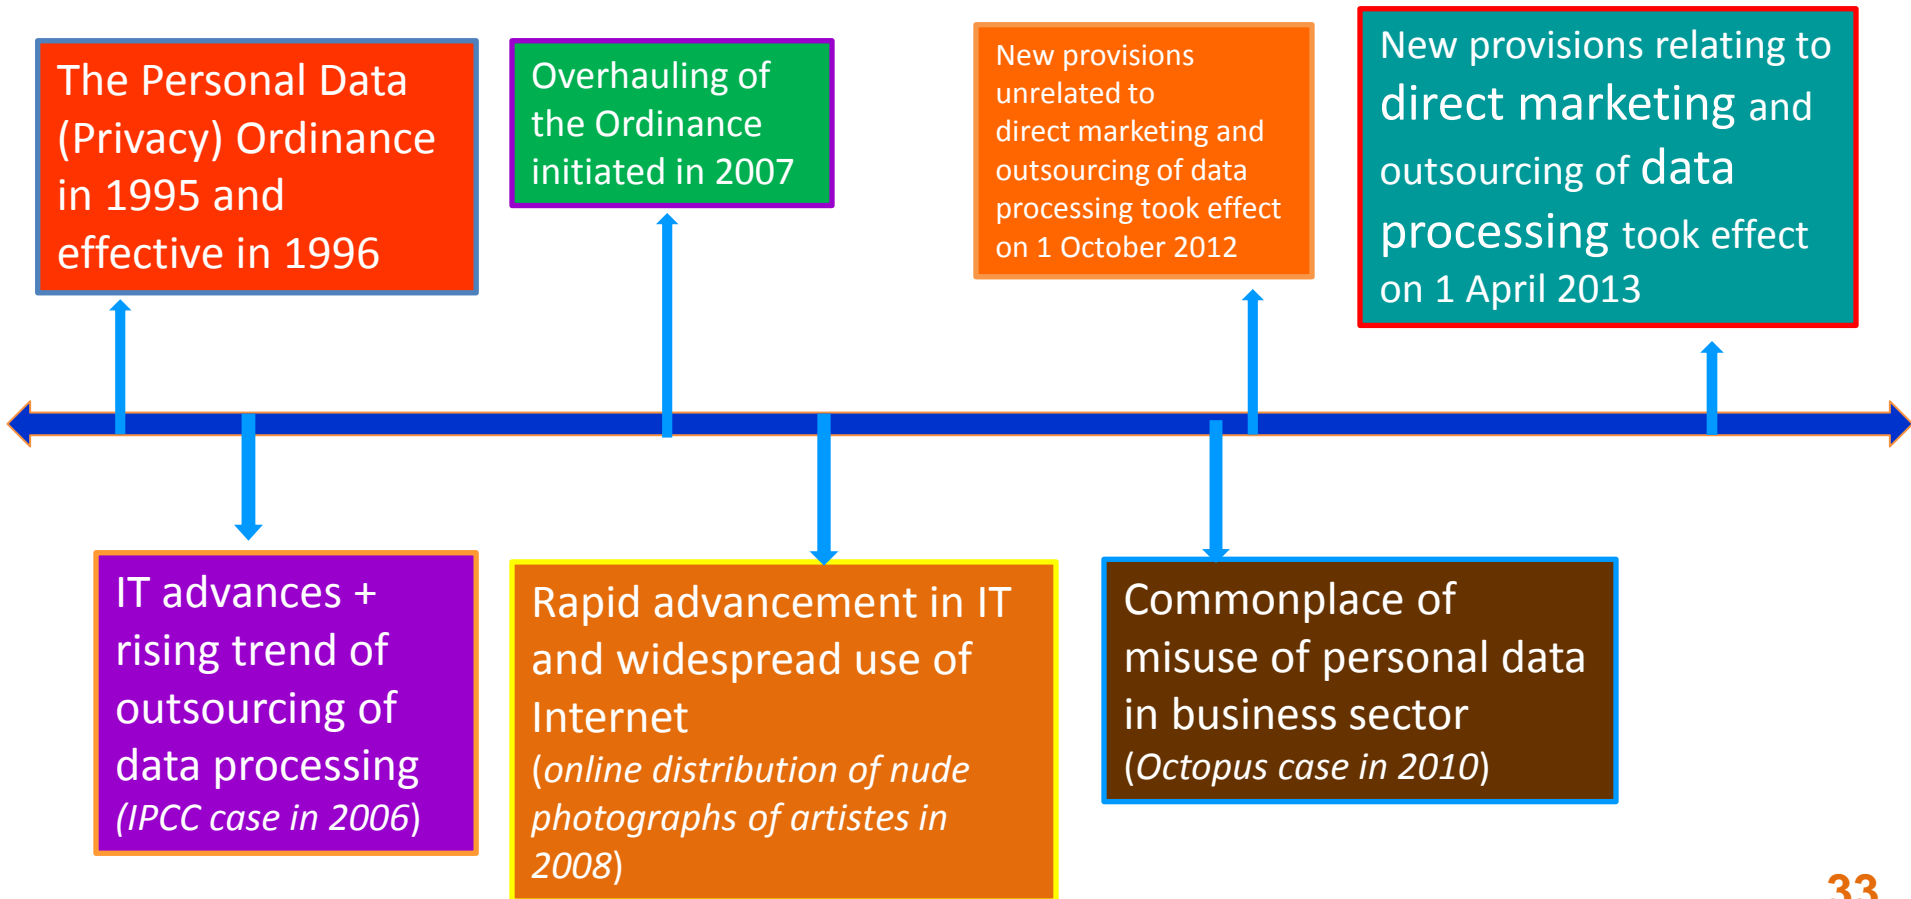 The Personal Data
(Privacy) Ordinance
in 1995 and
effective in 1996
Overhauling of
the Ordinance
initiated in 2007
New provisions
unrelated to
direct marketing and
outsourcing of data
processing took effect
on 1 October 2012
New provisions relating to
direct marketing and
outsourcing of data
processing took effect
on 1 April 2013
IT advances +
rising trend of
outsourcing of
data processing
(IPCC case in 2006)
Rapid advancement in IT
and widespread use of
Internet
(online distribution of nude
photographs of artistes in
2008)
Commonplace of
misuse of personal data
in business sector
(Octopus case in 2010)
33